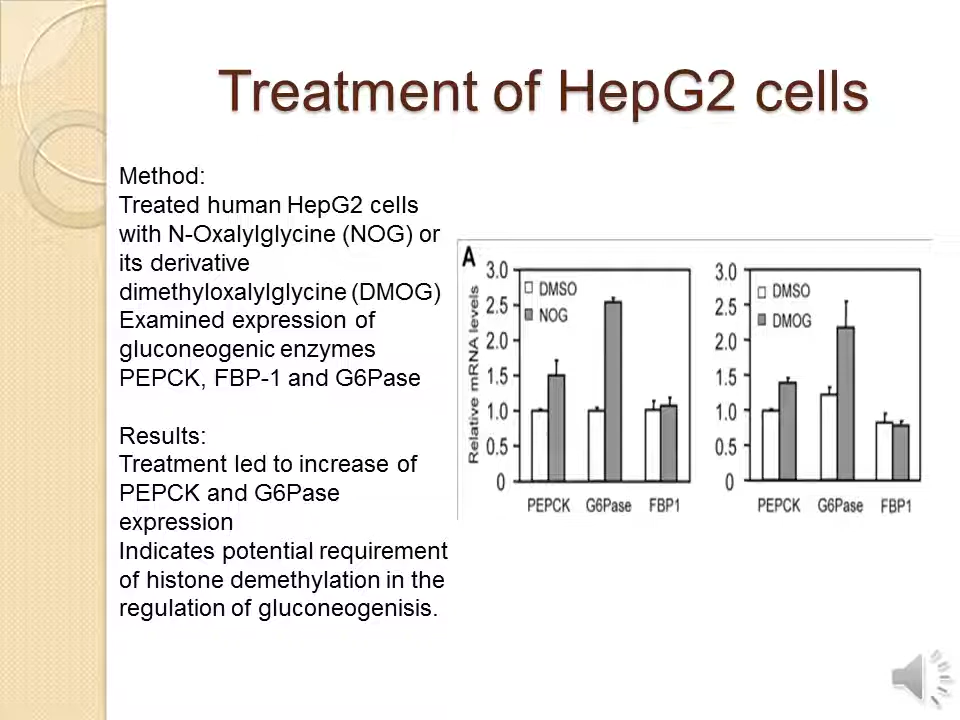 Treatment of HepG2 cells
Method:
Treated human HepG2 cells
with N-Oxalylglycine (NOG) or
its derivative
dimethyloxalylglycine (DMOG)
Examined expression of
gluconeogenic enzymes
PEPCK, FBP-1 and G6Pase
Results:
Treatment led to increase of
PEPCK and G6Pase
expression
Indicates potential requirement
of histone demethylation in the
regulation of gluconeogenisis.
A
Relative mRNA levels
3.0
2.5
2.0
1.5
1.0
0.5
0
DMSO
NOG
PEPCK G6Pase FBP1
3.0
2.5
2.0
1.5
1.0
0.5
0
DMSO
DMOG
PEPCK G6Pase FBP1